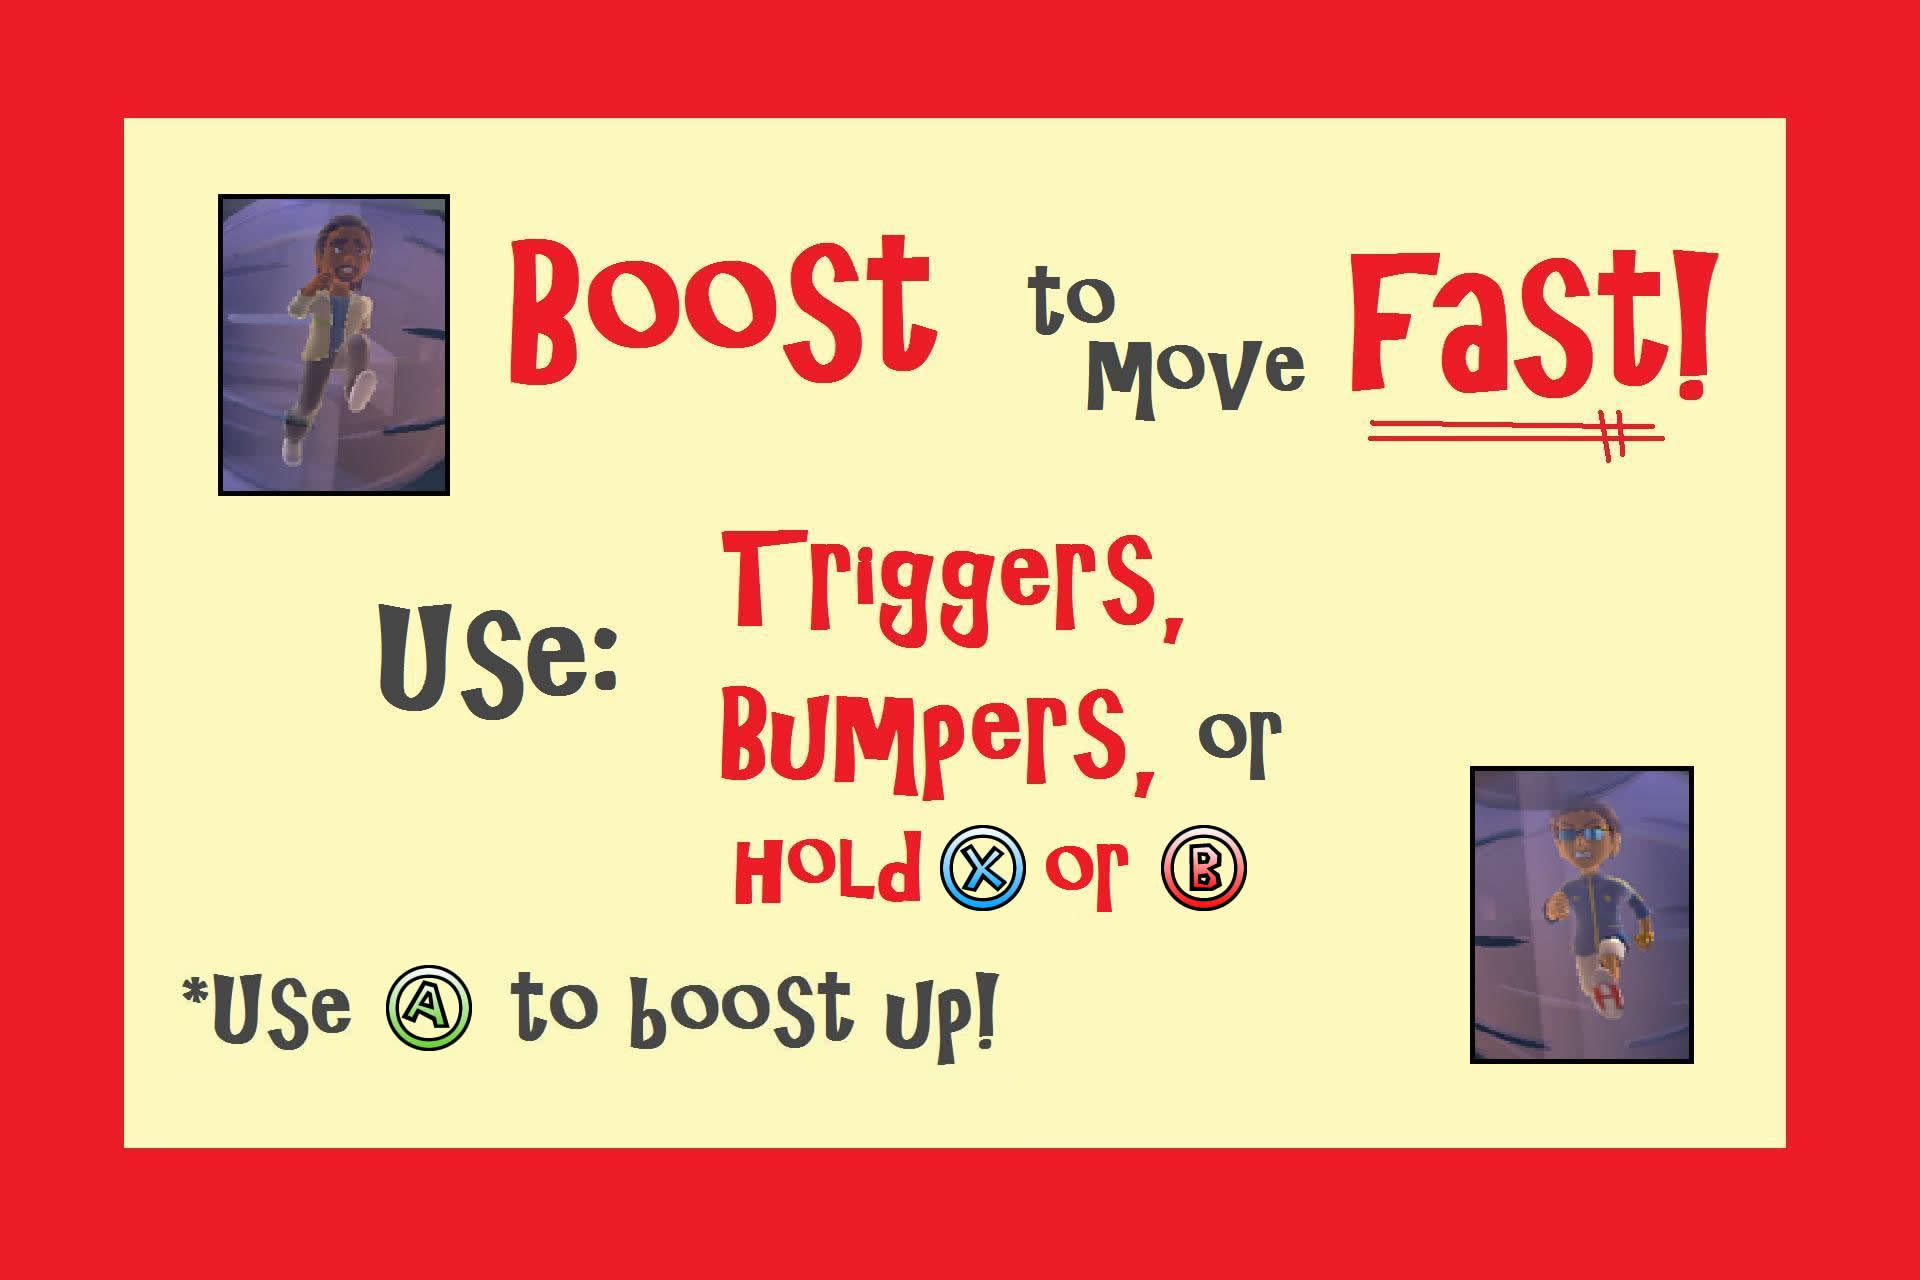 Boost to Move Fast!
Use: Triggers,
Bumpers, or
Hold X or B
*Use A to boost up!